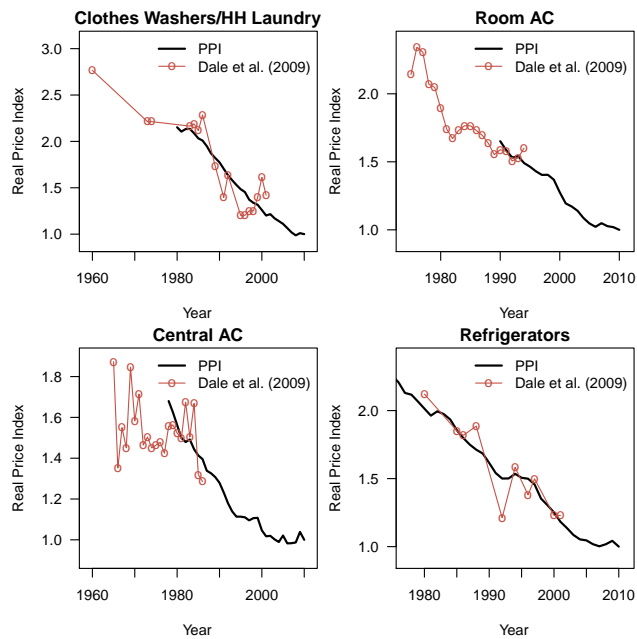 Clothes Washers/HH Laundry
PPI
Dale et al. (2009)
Real Price Index
3.0
2.5
2.0
1.5
1.0
1960
1980
2000
Year
Room AC
PPI
Dale et al. (2009)
Real Price Index
2.0
1.5
1.0
1980
1990
2000
2010
Year
Central AC
PPI
Dale et al. (2009)
Real Price Index
1.8
1.6
1.4
1.2
1.0
1960
1980
2000
Year
Refrigerators
PPI
Dale et al. (2009)
Real Price Index
2.0
1.5
1.0
1980
1990
2000
2010
Year